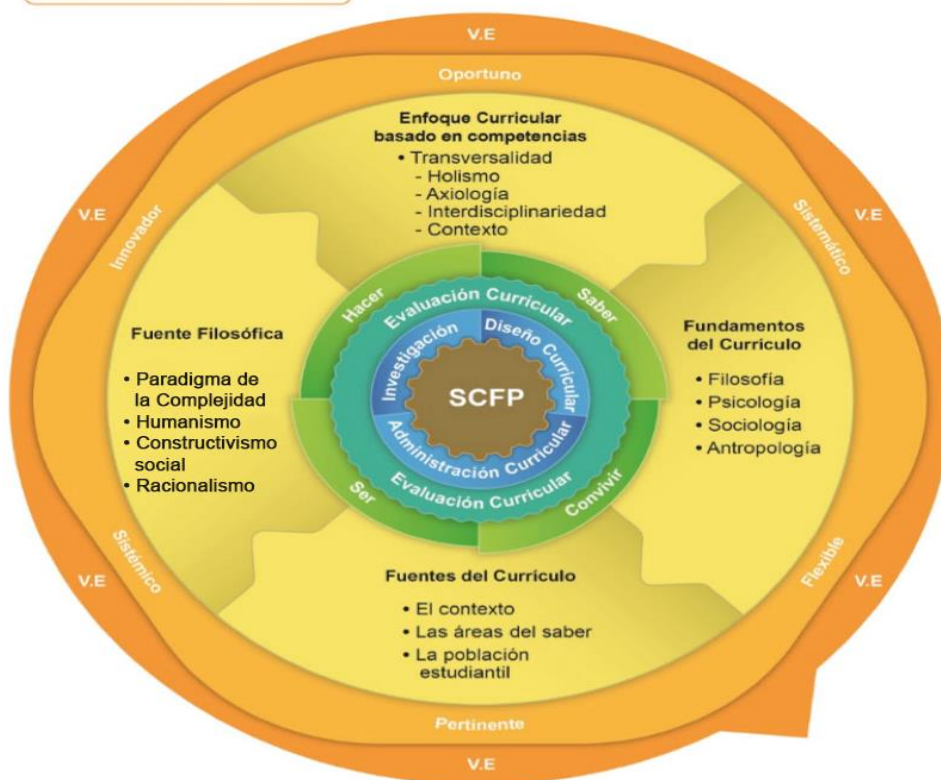 V.E
Oportuno
Enfoque Curricular
basado en competencias
• Transversalidad
- Holismo
- Axiología
- Interdisciplinariedad
- Contexto
V.E
Innovador
Sistemático
V.E
Hacer
Saber
Evaluación Curricular
Investigación
Diseño Curricular
SCFP
Administración Curricular
Evaluación Curricular
Ser
Convivir
Fuente Filosófica
• Paradigma de
la Complejidad
• Humanismo
• Constructivismo
social
• Racionalismo
Fundamentos
del Currículo
• Filosofía
• Psicología
• Sociología
• Antropología
Fuentes del Currículo
• El contexto
• Las áreas del saber
• La población
estudiantil
V.E
Sistémico
Flexible
V.E
Pertinente
V.E